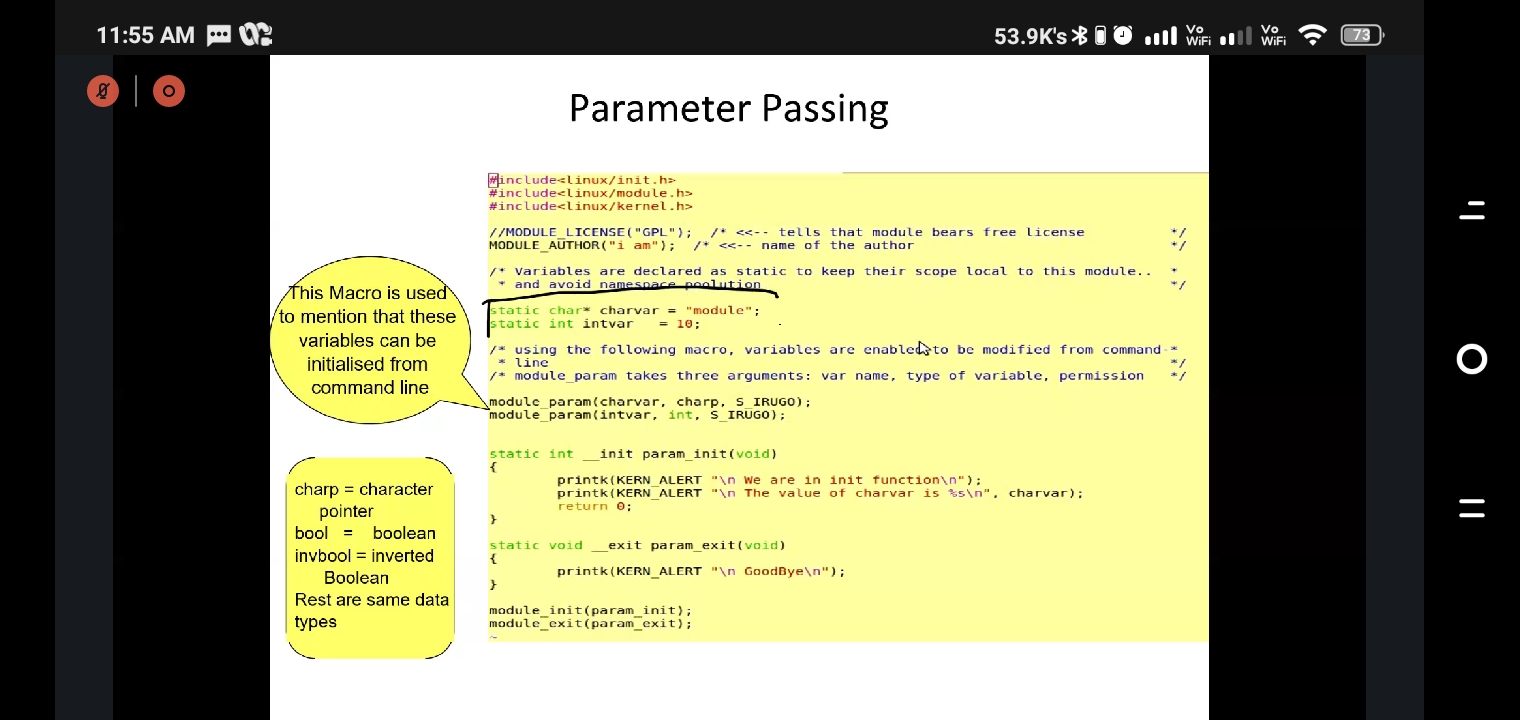 11:55 AM
53.9K's
Vo WiFi
Vo WiFi
73
Parameter Passing
#include<linux/init.h>
#include<linux/module.h>
#include<linux/kernel.h>
//MODULE_LICENSE("GPL");  /* <<-- tells that module bears free license */
MODULE_AUTHOR("i am");  /* <<-- name of the author */
/* Variables are declared as static to keep their scope local to this module.. *
* and avoid namespace poolution */
static char* charvar = "module";
static int intvar   = 10;
/* using the following macro, variables are enabled to be modified from command-*
* line */
/* module_param takes three arguments: var name, type of variable, permission */
module_param(charvar, charp, S_IRUGO);
module_param(intvar, int, S_IRUGO);
static int __init param_init(void)
{
printk(KERN_ALERT "\n We are in init function\n");
printk(KERN_ALERT "\n The value of charvar is %s\n", charvar);
return 0;
}
static void __exit param_exit(void)
{
printk(KERN_ALERT "\n GoodBye\n");
}
module_init(param_init);
module_exit(param_exit);
~
This Macro is used
to mention that these
variables can be
initialised from
command line
charp = character
pointer
bool = boolean
invbool = inverted
Boolean
Rest are same data
types